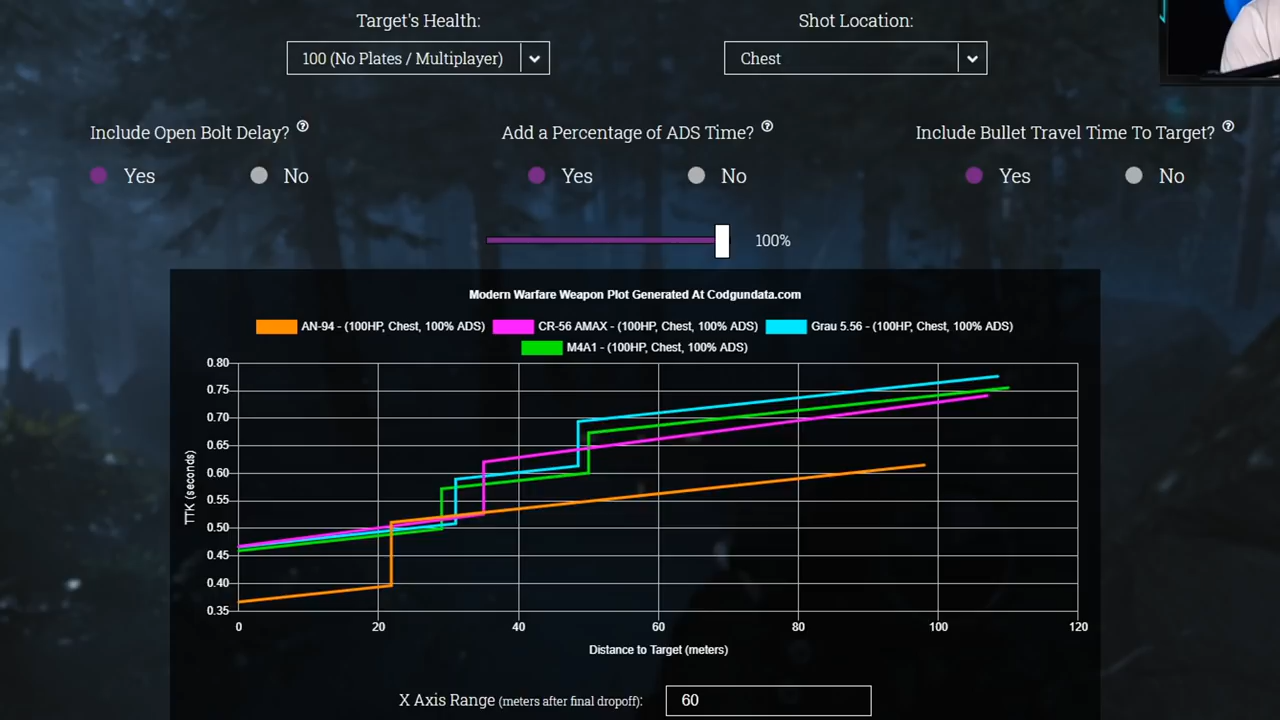 Target's Health: Shot Location:
100 (No Plates / Multiplayer) Chest
Include Open Bolt Delay? Add a Percentage of ADS Time? Include Bullet Travel Time To Target?
Yes No Yes No Yes No
100%
Modern Warfare Weapon Plot Generated At Codgundata.com
AN-94 - (100HP, Chest, 100% ADS) CR-56 AMAX - (100HP, Chest, 100% ADS) Grau 5.56 - (100HP, Chest, 100% ADS)
M4A1 - (100HP, Chest, 100% ADS)
0.80
0.75
0.70
0.65
0.60
0.55
0.50
0.45
0.40
0.35
TTK (seconds)
0 20 40 60 80 100 120
Distance to Target (meters)
X Axis Range (meters after final dropoff): 60